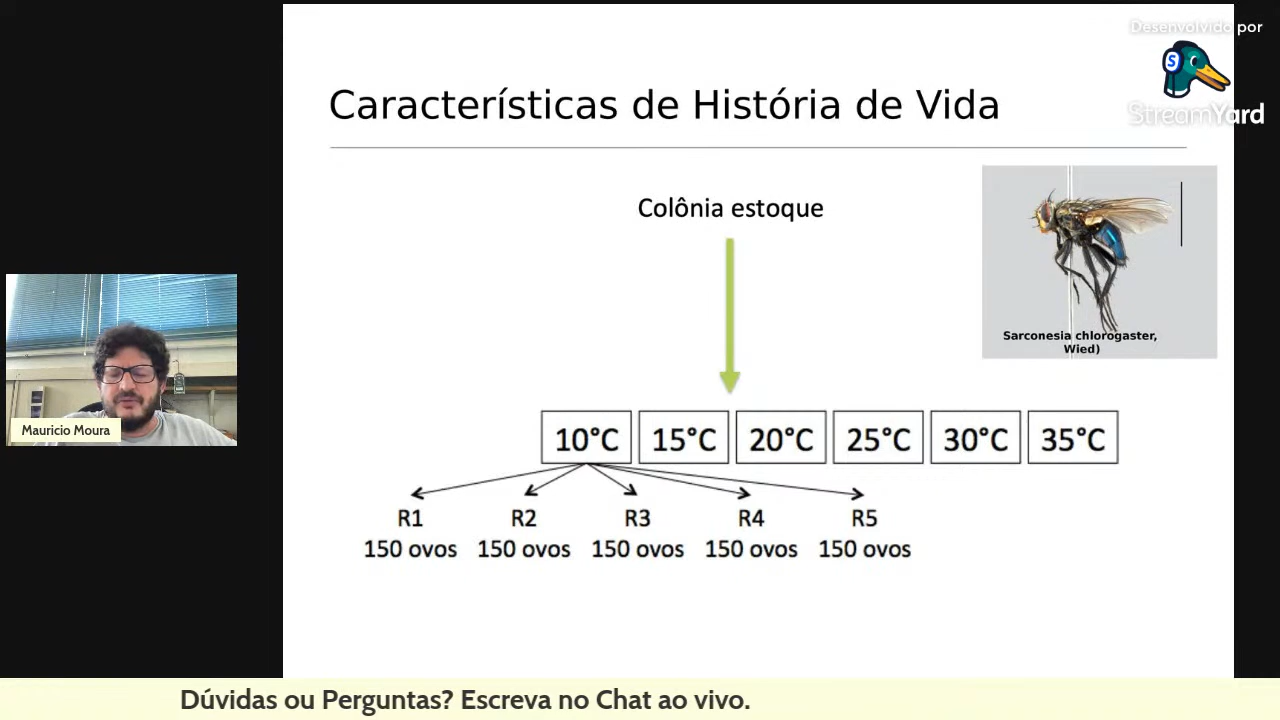 Desenvolvido por
StreamYard
Características de História de Vida
Colônia estoque
Sarconesia chlorogaster,
Wied)
Mauricio Moura
10°C 15°C 20°C 25°C 30°C 35°C
R1 R2 R3 R4 R5
150 ovos 150 ovos 150 ovos 150 ovos 150 ovos
Dúvidas ou Perguntas? Escreva no Chat ao vivo.